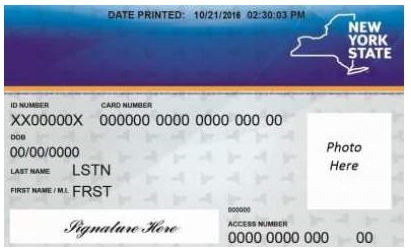 DATE PRINTED: 10/21/2016 02:30:03 PM
NEW
YORK
STATE
ID NUMBER CARD NUMBER
XX00000X 000000 0000 0000 000 00
DOB
00/00/0000
LAST NAME LSTN
FIRST NAME / M.I. FRST
Photo
Here
Signature Here
000000
ACCESS NUMBER
0000 0000 000 00